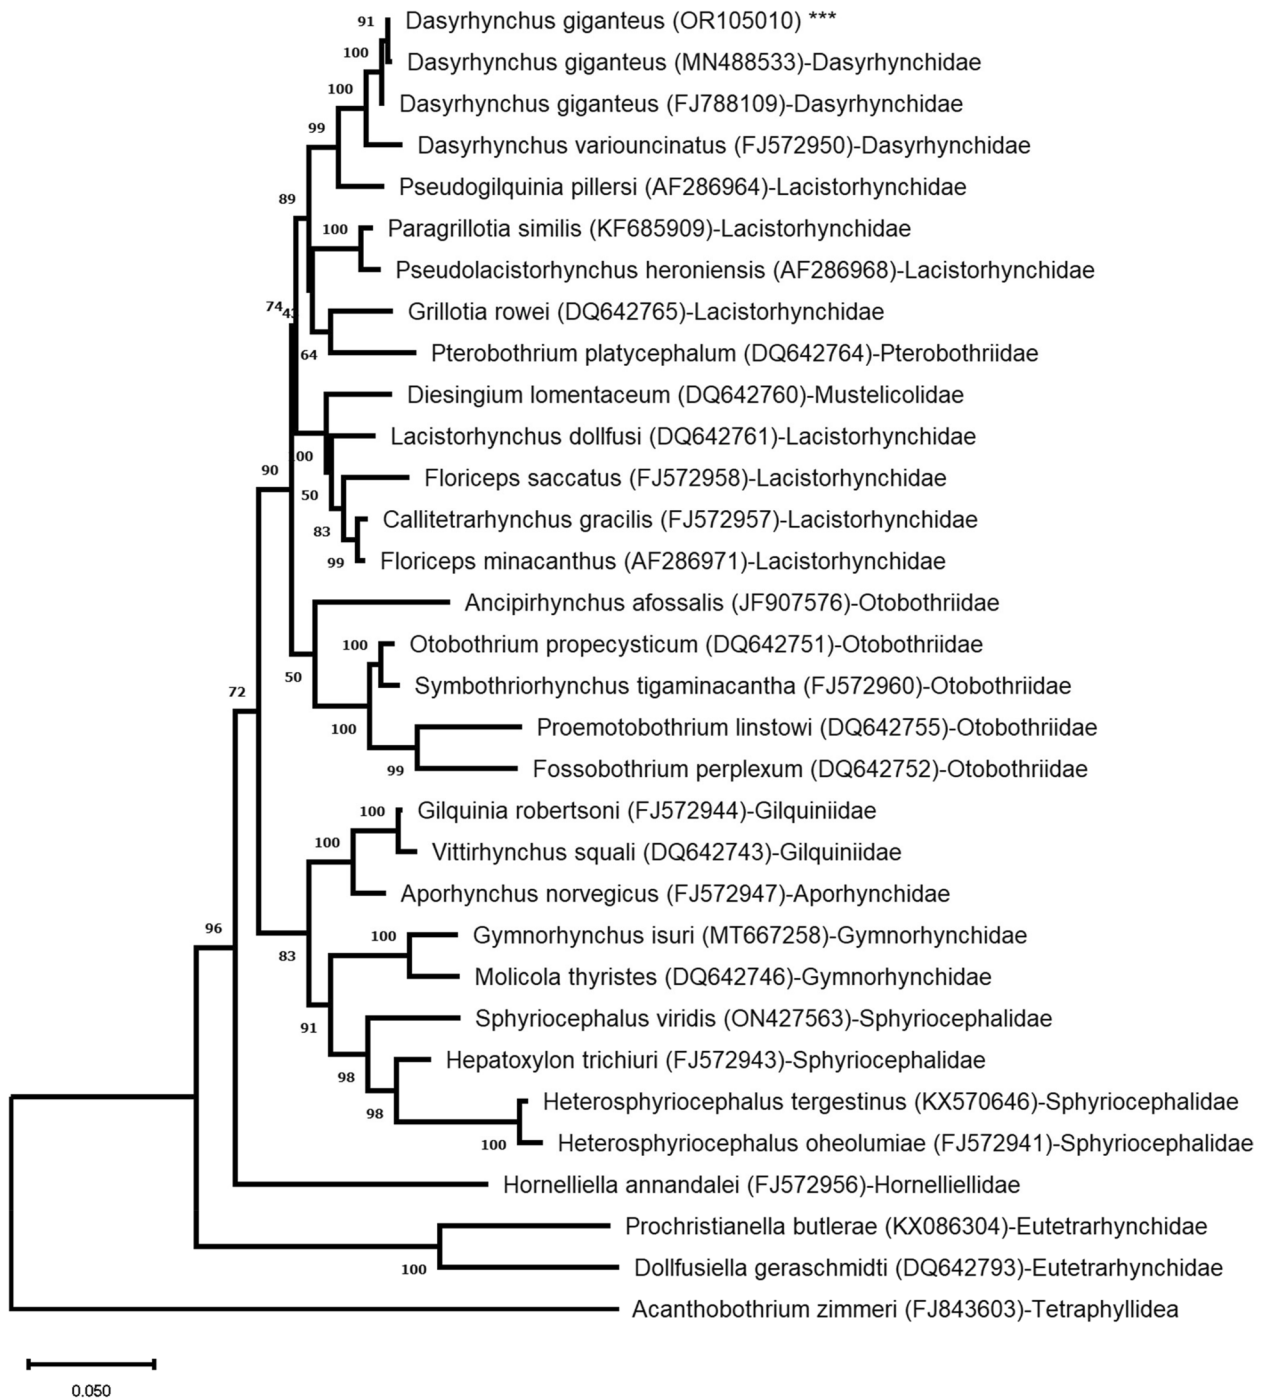 91
Dasyrhynchus giganteus (OR105010) ***
100
Dasyrhynchus giganteus (MN488533)-Dasyrhynchidae
100
Dasyrhynchus giganteus (FJ788109)-Dasyrhynchidae
99
Dasyrhynchus variouncinatus (FJ572950)-Dasyrhynchidae
Pseudogilquinia pillersi (AF286964)-Lacistorhynchidae
89
100
Paragrillotia similis (KF685909)-Lacistorhynchidae
Pseudolacistorhynchus heroniensis (AF286968)-Lacistorhynchidae
74
43
Grillotia rowei (DQ642765)-Lacistorhynchidae
64
Pterobothrium platycephalum (DQ642764)-Pterobothriidae
Diesingium lomentaceum (DQ642760)-Mustelicolidae
Lacistorhynchus dollfusi (DQ642761)-Lacistorhynchidae
00
90
Floriceps saccatus (FJ572958)-Lacistorhynchidae
50
Callitetrarhynchus gracilis (FJ572957)-Lacistorhynchidae
83
Floriceps minacanthus (AF286971)-Lacistorhynchidae
99
Ancipirhynchus afossalis (JF907576)-Otobothriidae
100
Otobothrium propecysticum (DQ642751)-Otobothriidae
50
Symbothriorhynchus tigaminacantha (FJ572960)-Otobothriidae
72
100
Proemotobothrium linstowi (DQ642755)-Otobothriidae
99
Fossobothrium perplexum (DQ642752)-Otobothriidae
100
Gilquinia robertsoni (FJ572944)-Gilquiniidae
100
Vittirhynchus squali (DQ642743)-Gilquiniidae
Aporhynchus norvegicus (FJ572947)-Aporhynchidae
96
100
Gymnorhynchus isuri (MT667258)-Gymnorhynchidae
83
Molicola thyristes (DQ642746)-Gymnorhynchidae
91
Sphyriocephalus viridis (ON427563)-Sphyriocephalidae
Hepatoxylon trichiuri (FJ572943)-Sphyriocephalidae
98
Heterosphyriocephalus tergestinus (KX570646)-Sphyriocephalidae
98
Heterosphyriocephalus oheolumiae (FJ572941)-Sphyriocephalidae
100
Hornelliella annandalei (FJ572956)-Hornelliellidae
Prochristianella butlerae (KX086304)-Eutetrarhynchidae
100
Dollfusiella geraschmidti (DQ642793)-Eutetrarhynchidae
Acanthobothrium zimmeri (FJ843603)-Tetraphyllidea
0.050